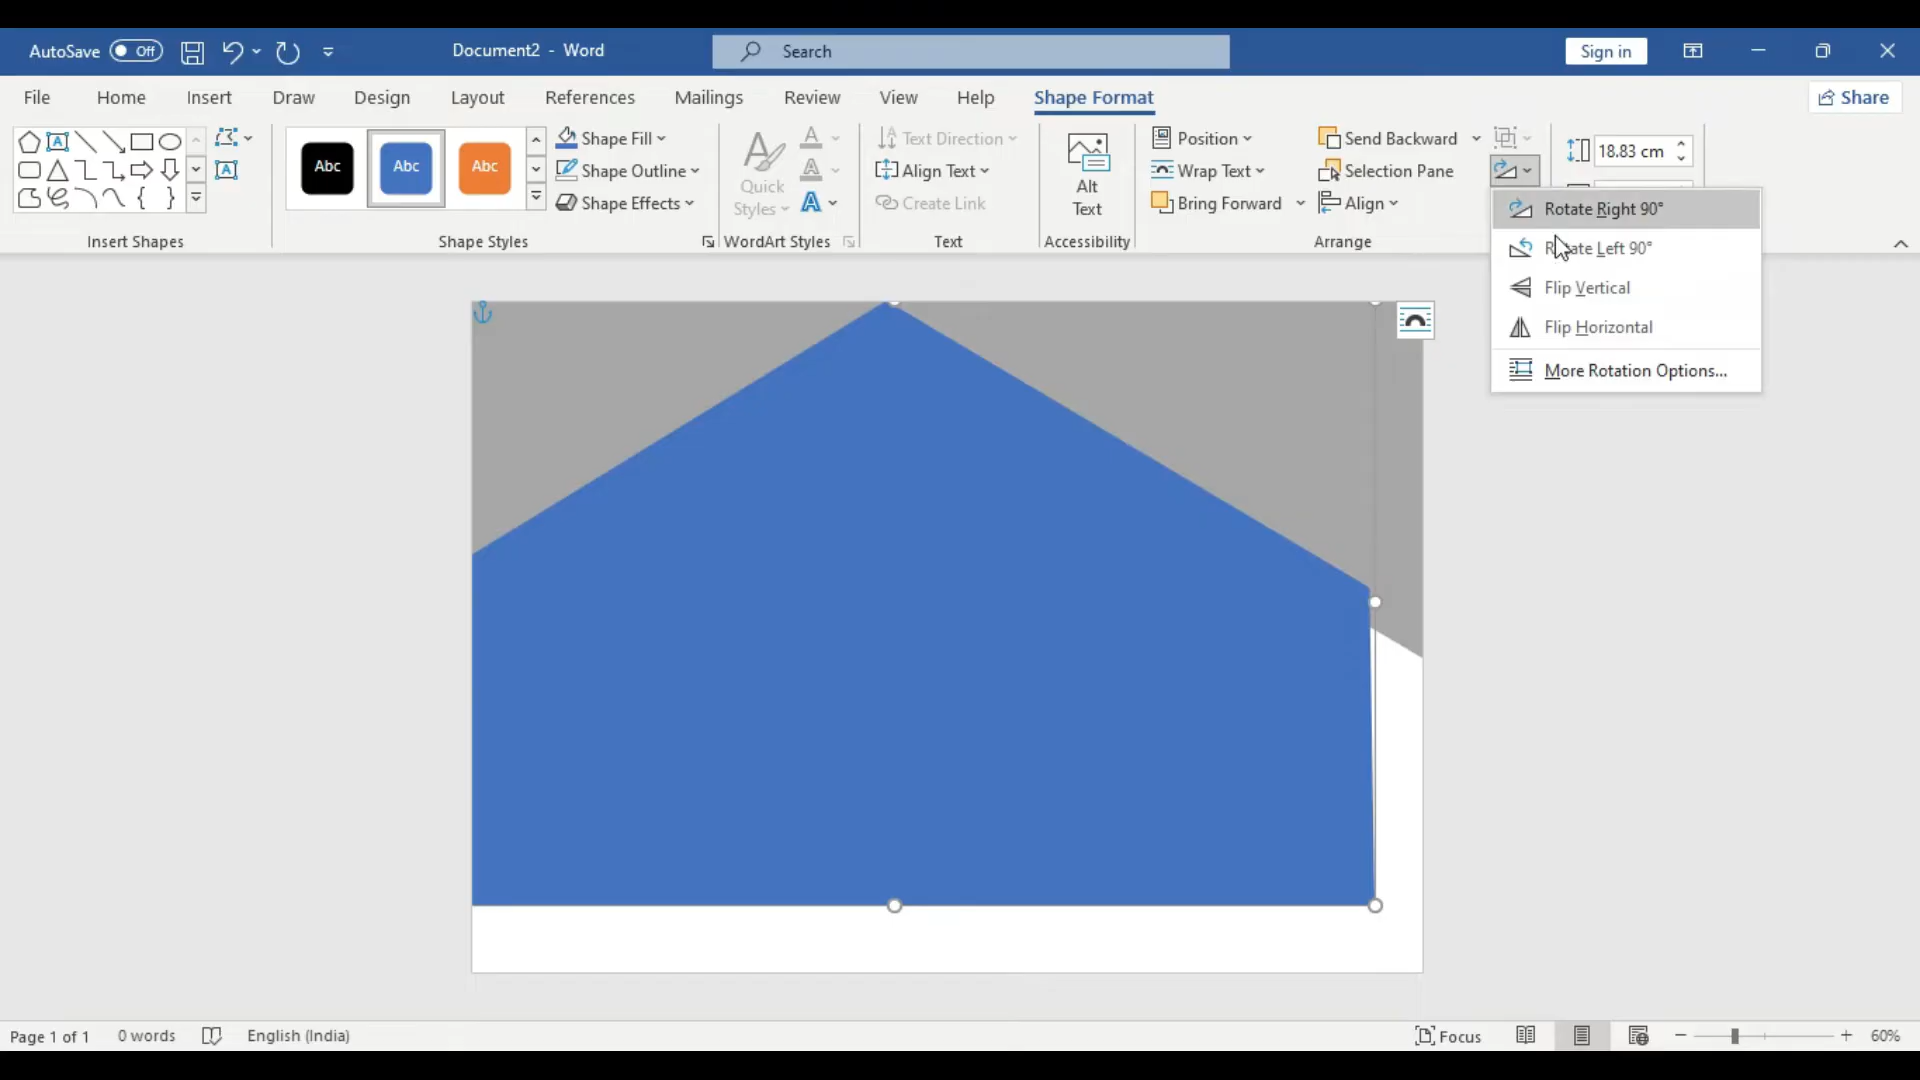 AutoSave Off Document2 - Word Search Sign in
File Home Insert Draw Design Layout References Mailings Review View Help Shape Format Share
Abc Abc Abc
Shape Fill
Shape Outline
Shape Effects
Quick
Styles
Text Direction
Align Text
Create Link
Alt
Text
Position
Wrap Text
Bring Forward
Send Backward
Selection Pane
Align
18.83 cm
Insert Shapes Shape Styles WordArt Styles Text Accessibility Arrange
Rotate Right 90°
Left 90°
Flip Vertical
Flip Horizontal
More Rotation Options...
Page 1 of 1 0 words English (India) Focus 60%